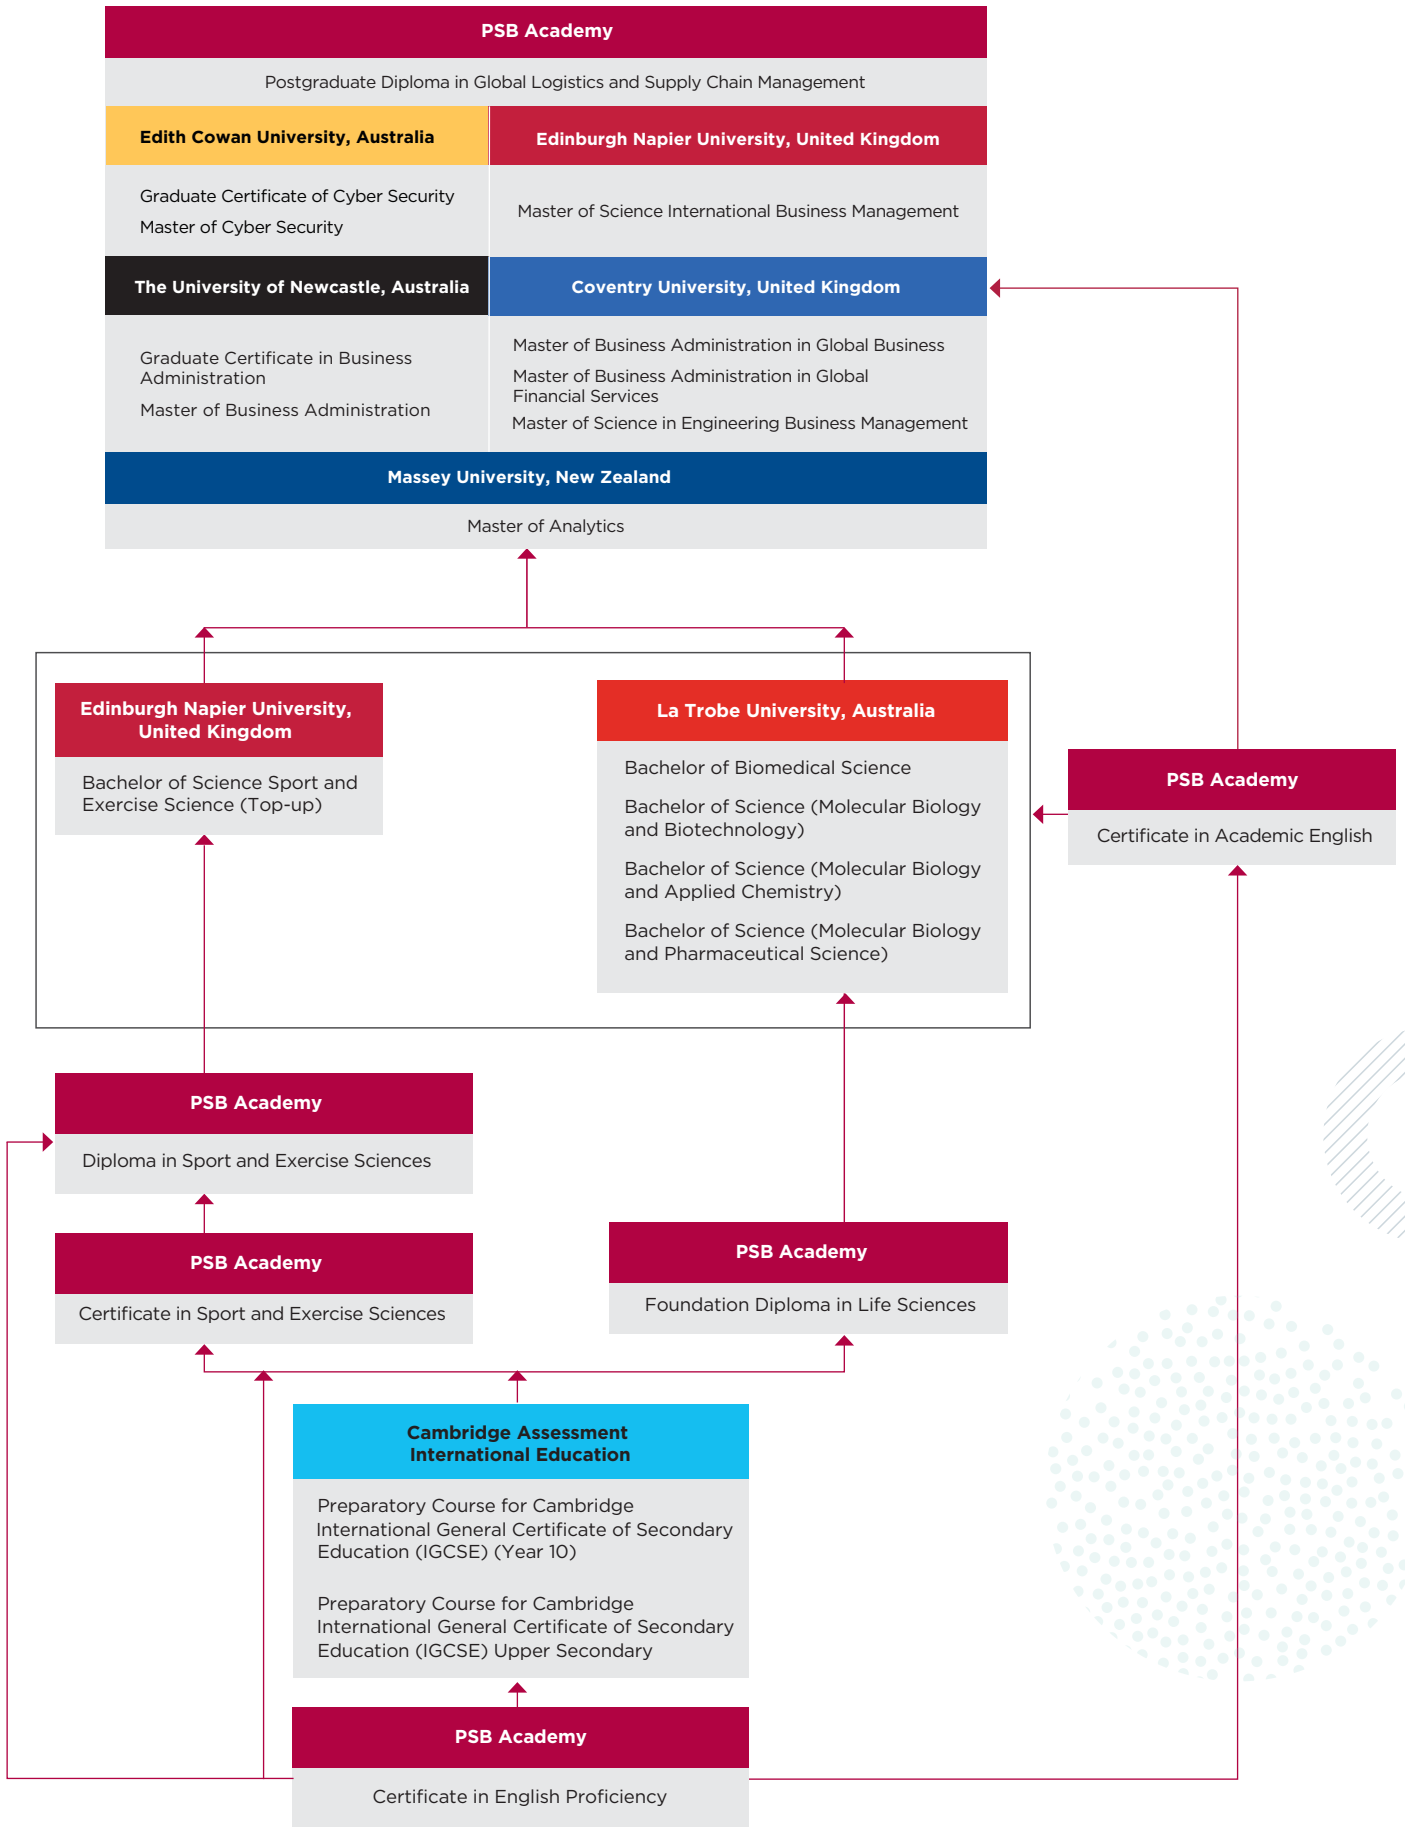 PSB Academy
Postgraduate Diploma in Global Logistics and Supply Chain Management
Edith Cowan University, Australia
Graduate Certificate of Cyber Security
Master of Cyber Security
Edinburgh Napier University, United Kingdom
Master of Science International Business Management
The University of Newcastle, Australia
Graduate Certificate in Business
Administration
Master of Business Administration
Coventry University, United Kingdom
Master of Business Administration in Global Business
Master of Business Administration in Global
Financial Services
Master of Science in Engineering Business Management
Massey University, New Zealand
Master of Analytics
Edinburgh Napier University,
United Kingdom
Bachelor of Science Sport and
Exercise Science (Top-up)
La Trobe University, Australia
Bachelor of Biomedical Science
Bachelor of Science (Molecular Biology
and Biotechnology)
Bachelor of Science (Molecular Biology
and Applied Chemistry)
Bachelor of Science (Molecular Biology
and Pharmaceutical Science)
PSB Academy
Certificate in Academic English
PSB Academy
Diploma in Sport and Exercise Sciences
PSB Academy
Certificate in Sport and Exercise Sciences
PSB Academy
Foundation Diploma in Life Sciences
Cambridge Assessment
International Education
Preparatory Course for Cambridge
International General Certificate of Secondary
Education (IGCSE) (Year 10)
Preparatory Course for Cambridge
International General Certificate of Secondary
Education (IGCSE) Upper Secondary
PSB Academy
Certificate in English Proficiency